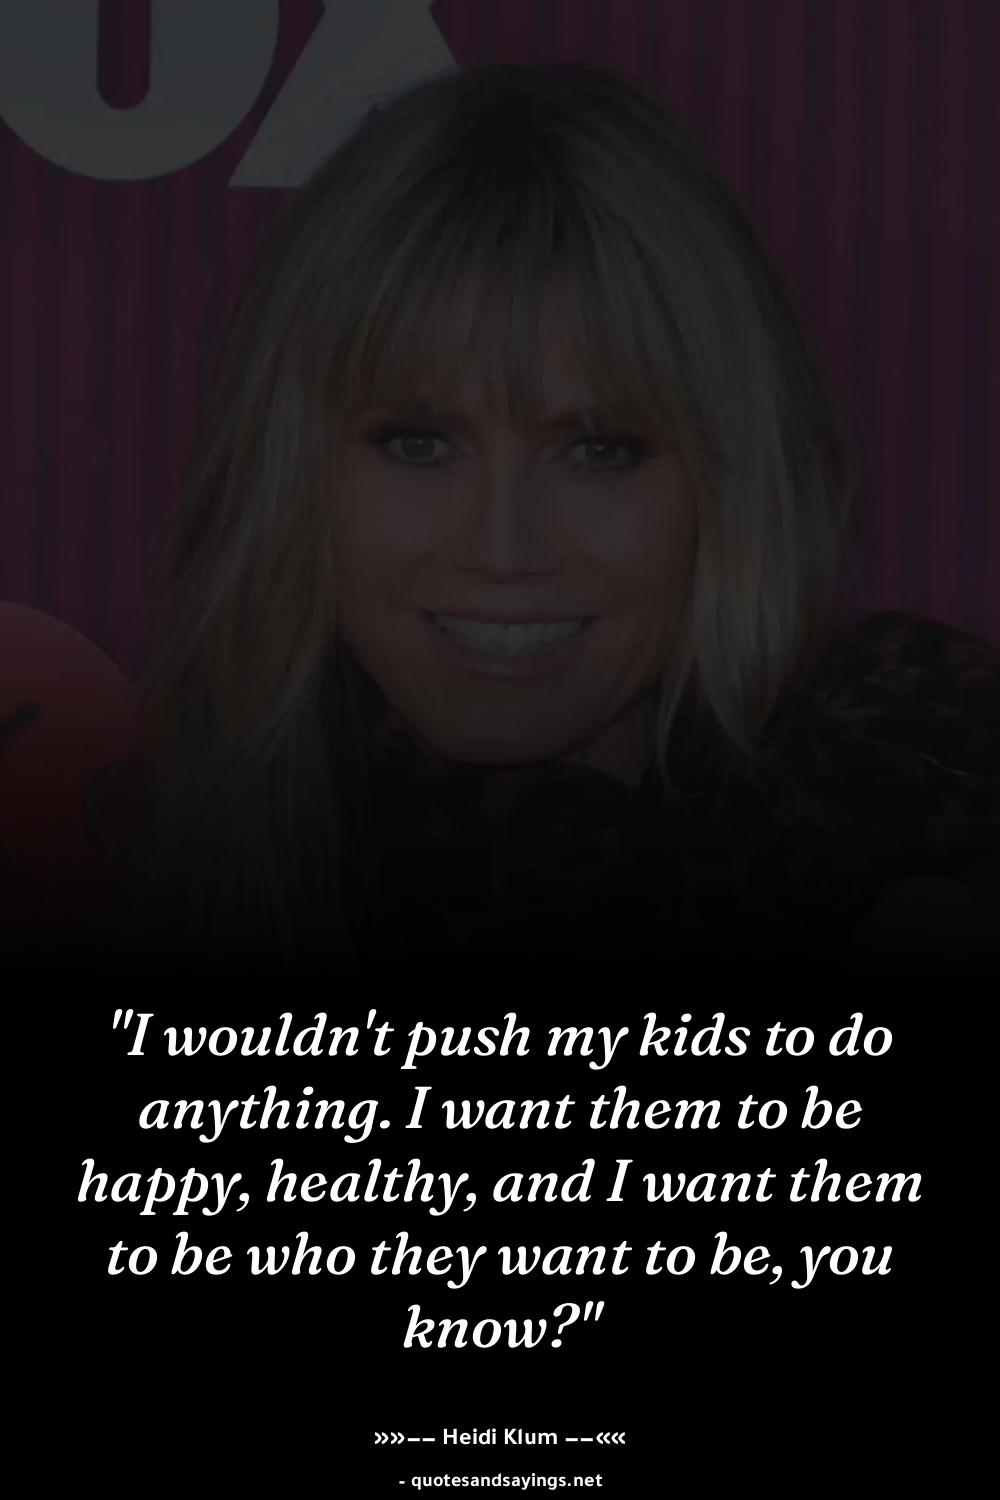 OX
"I wouldn't push my kids to do
anything. I want them to be
happy, healthy, and I want them
to be who they want to be, you
know?"
»»–– Heidi Klum ––««
- quotesandsayings.net